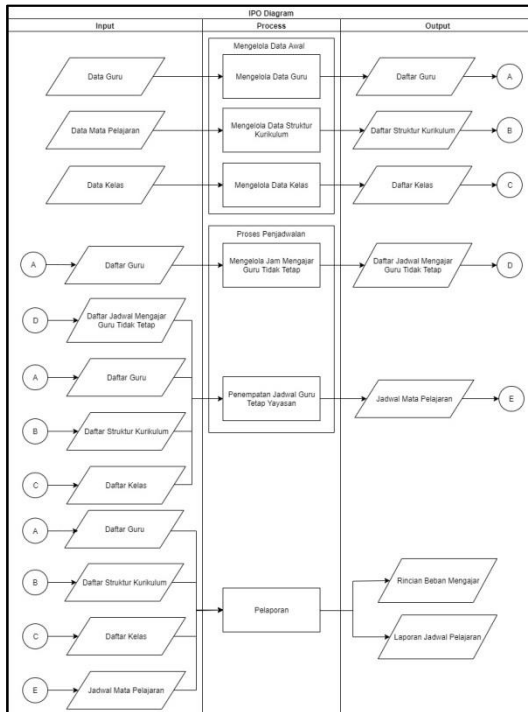 IPO Diagram
Input
Process
Output
Mengelola Data Awal
Data Guru
Mengelola Data Guru
Daftar Guru
A
Data Mata Pelajaran
Mengelola Data Struktur
Kurikulum
Daftar Struktur Kurikulum
B
Data Kelas
Mengelola Data Kelas
Daftar Kelas
C
Proses Penjadwalan
A
Daftar Guru
Mengelola Jam Mengajar
Guru Tidak Tetap
Daftar Jadwal Mengajar
Guru Tidak Tetap
D
D
Daftar Jadwal Mengajar
Guru Tidak Tetap
A
Daftar Guru
Penempatan Jadwal Guru
Tetap Yayasan
Jadwal Mata Pelajaran
E
B
Daftar Struktur Kurikulum
C
Daftar Kelas
A
Daftar Guru
B
Daftar Struktur Kurikulum
Pelaporan
Rincian Beban Mengajar
Laporan Jadwal Pelajaran
C
Daftar Kelas
E
Jadwal Mata Pelajaran